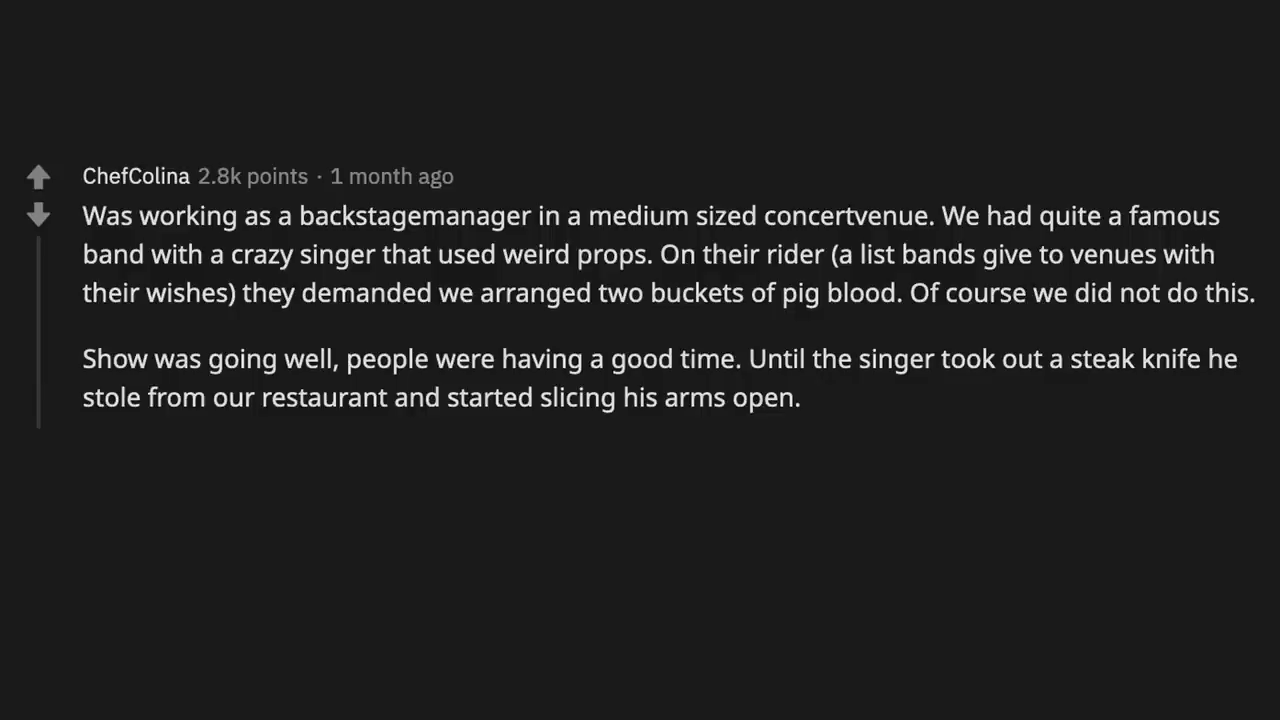 ChefColina 2.8k points · 1 month ago
Was working as a backstagemanager in a medium sized concertvenue. We had quite a famous
band with a crazy singer that used weird props. On their rider (a list bands give to venues with
their wishes) they demanded we arranged two buckets of pig blood. Of course we did not do this.
Show was going well, people were having a good time. Until the singer took out a steak knife he
stole from our restaurant and started slicing his arms open.